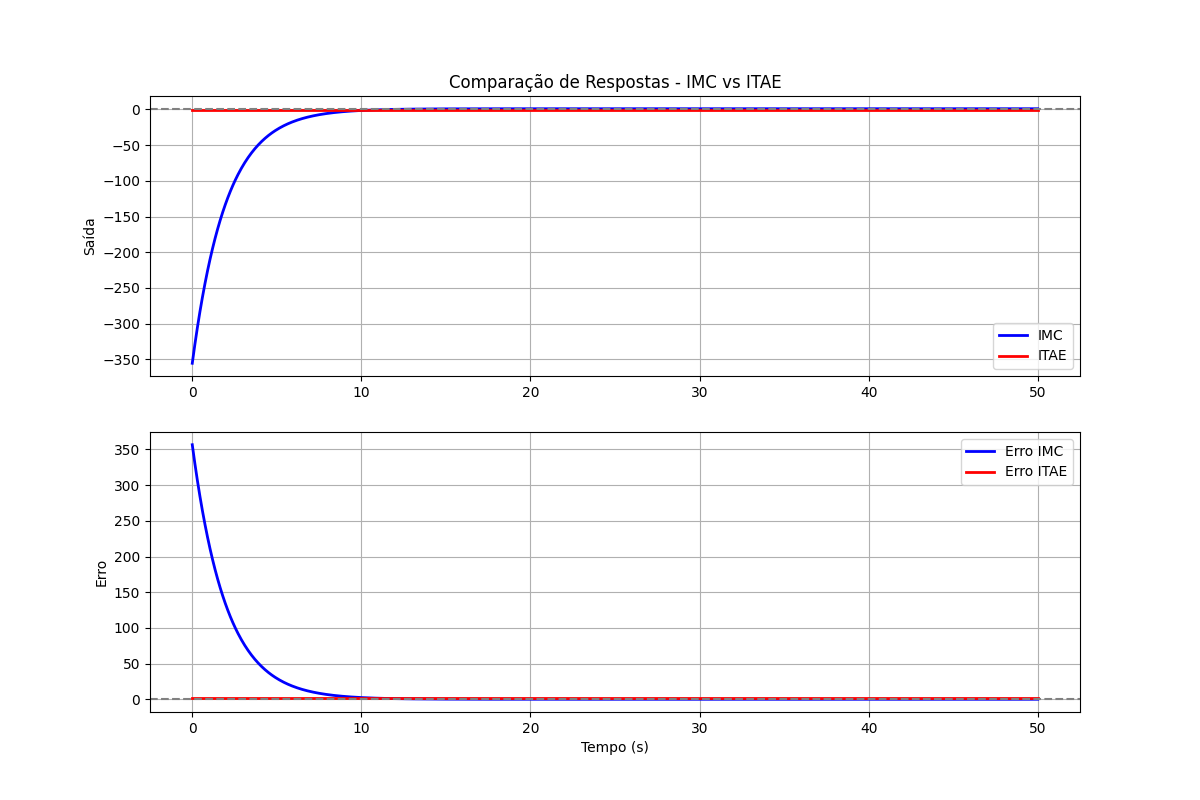 Comparação de Respostas - IMC vs ITAE
Saída
0
−50
−100
−150
−200
−250
−300
−350
IMC
ITAE
0 10 20 30 40 50
Erro
350
300
250
200
150
100
50
0
Erro IMC
Erro ITAE
0 10 20 30 40 50
Tempo (s)